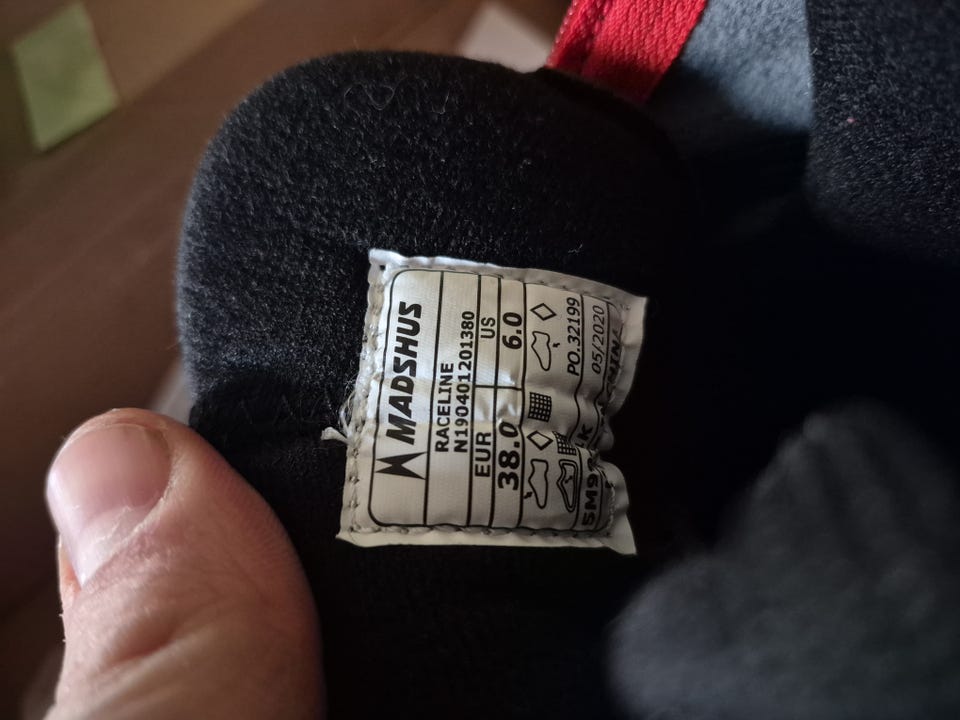 MADSHUS
RACELINE
N190401201380
EUR US
38.0 6.0
PO.32199
05/2020